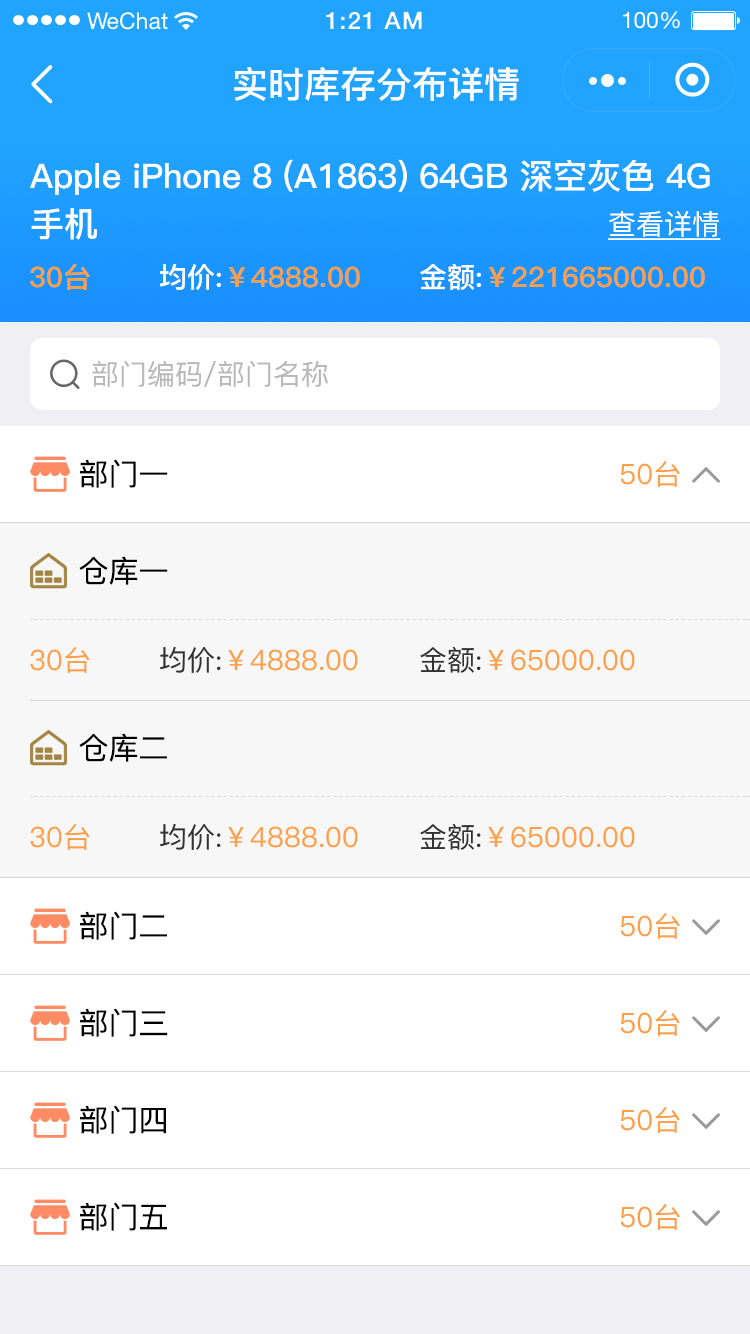 WeChat 1:21 AM 100%
实时库存分布详情
Apple iPhone 8 (A1863) 64GB 深空灰色 4G
手机 查看详情
30台 均价:￥4888.00 金额:￥221665000.00
部门编码/部门名称
部门一 50台
仓库一
30台 均价:￥4888.00 金额:￥65000.00
仓库二
30台 均价:￥4888.00 金额:￥65000.00
部门二 50台
部门三 50台
部门四 50台
部门五 50台